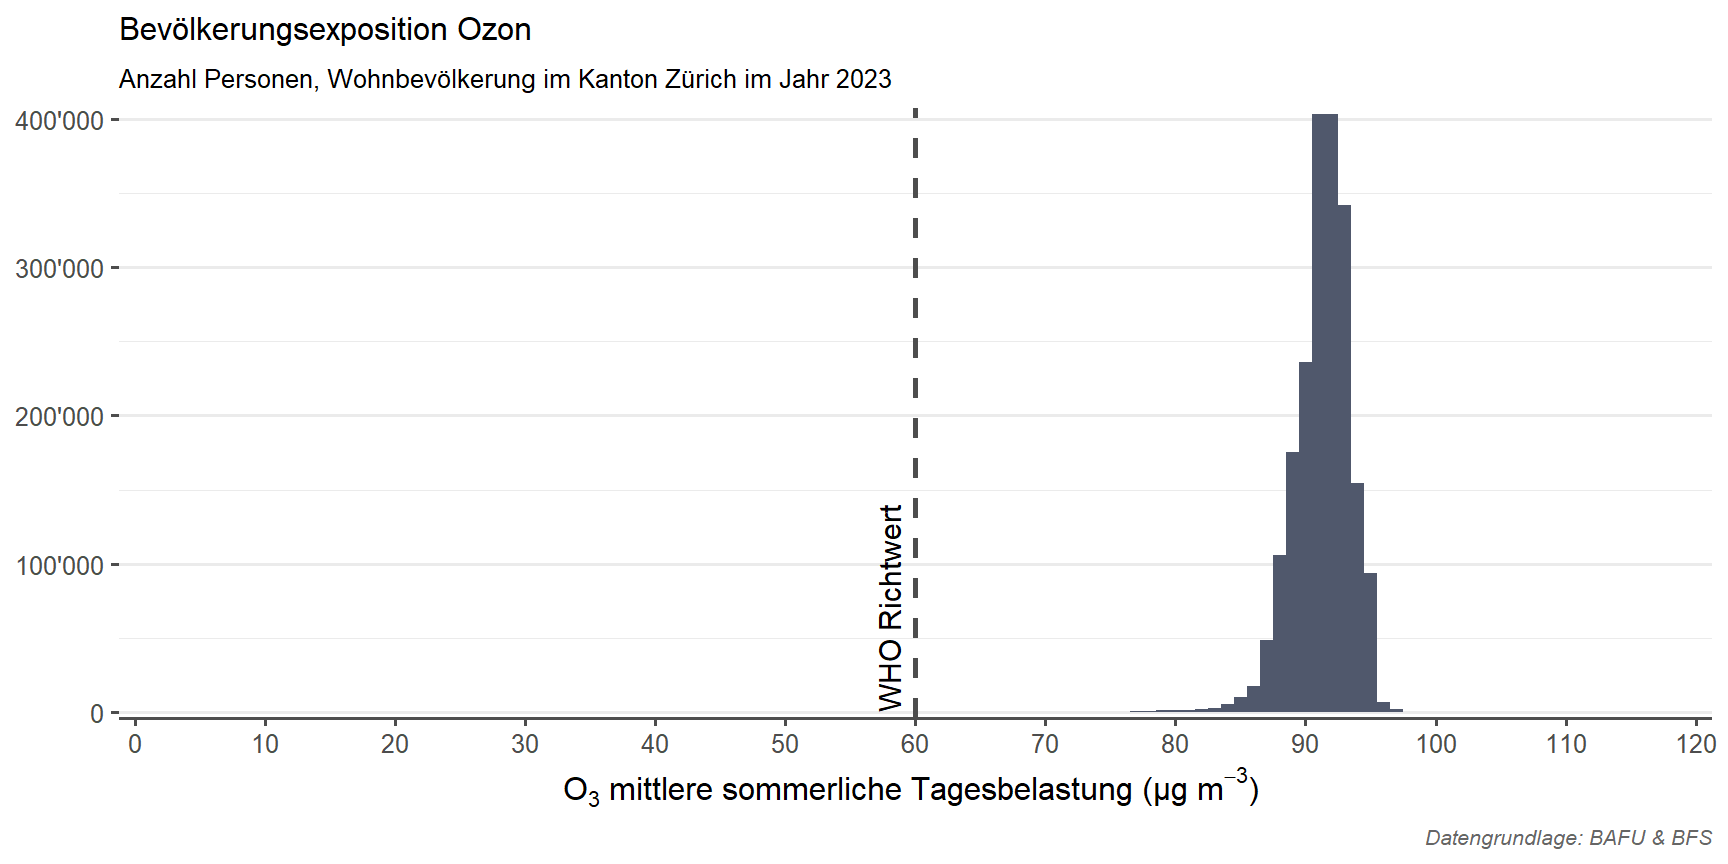 Bevölkerungsexposition Ozon
Anzahl Personen, Wohnbevölkerung im Kanton Zürich im Jahr 2023
400'000
300'000
200'000
100'000
0
WHO Richtwert
0 10 20 30 40 50 60 70 80 90 100 110 120
O₃ mittlere sommerliche Tagesbelastung (µg m⁻³)
Datengrundlage: BAFU & BFS